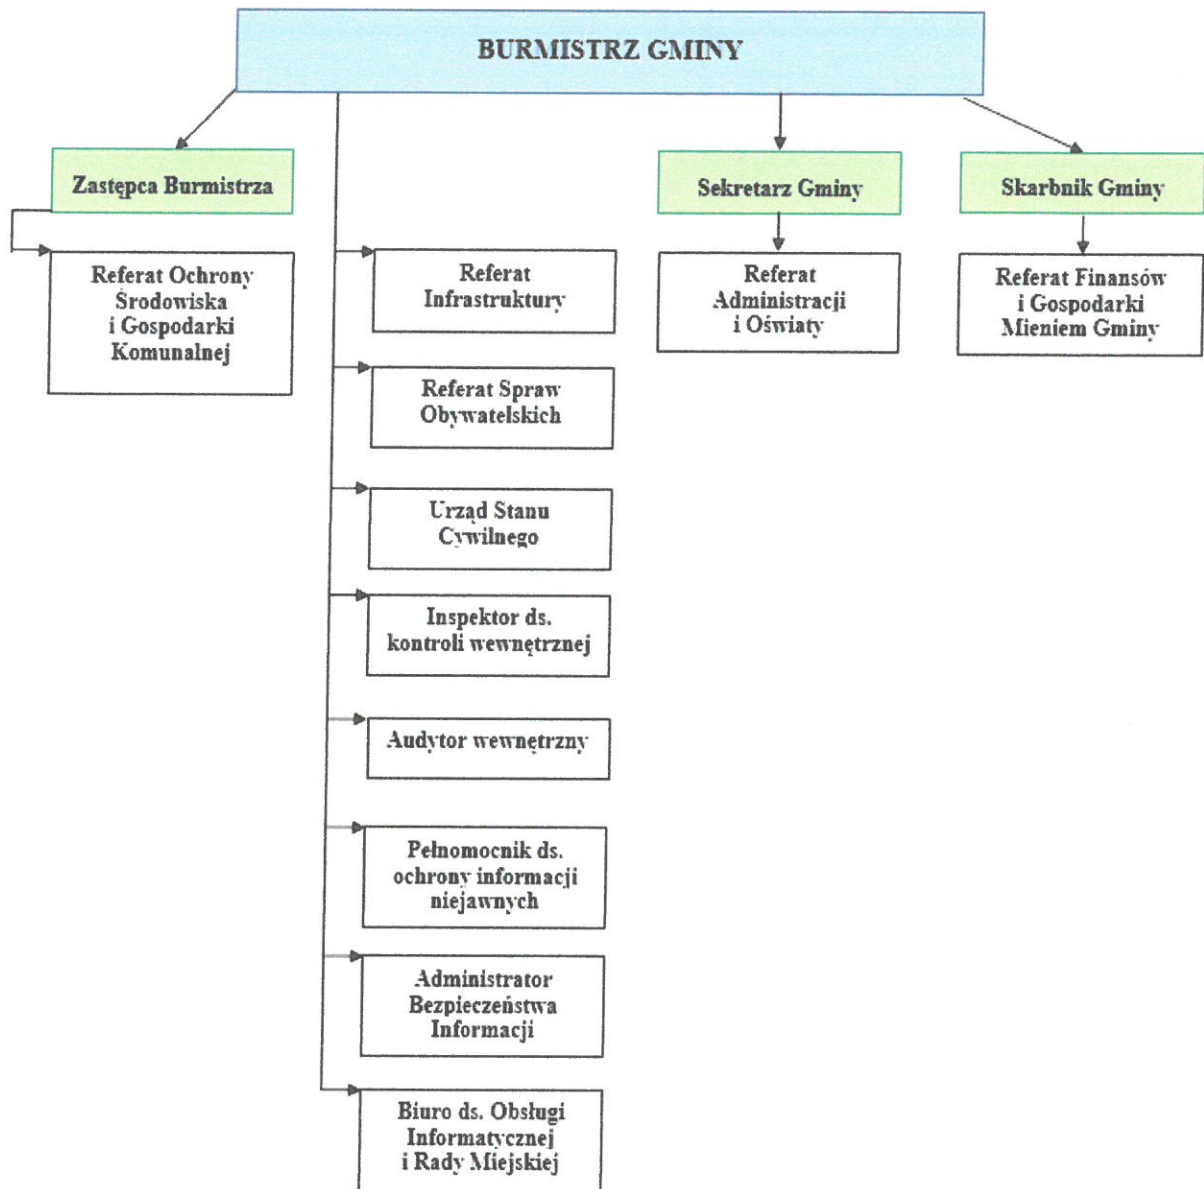 BURMISTRZ GMINY
Zastępca Burmistrza
Sekretarz Gminy
Skarbnik Gminy
Referat Ochrony
Środowiska
i Gospodarki
Komunalnej
Referat
Infrastruktury
Referat
Administracji
i Oświaty
Referat Finansów
i Gospodarki
Mieniem Gminy
Referat Spraw
Obywatelskich
Urząd Stanu
Cywilnego
Inspektor ds.
kontroli wewnętrznej
Audytor wewnętrzny
Pełnomocnik ds.
ochrony informacji
niejawnych
Administrator
Bezpieczeństwa
Informacji
Biuro ds. Obsługi
Informatycznej
i Rady Miejskiej